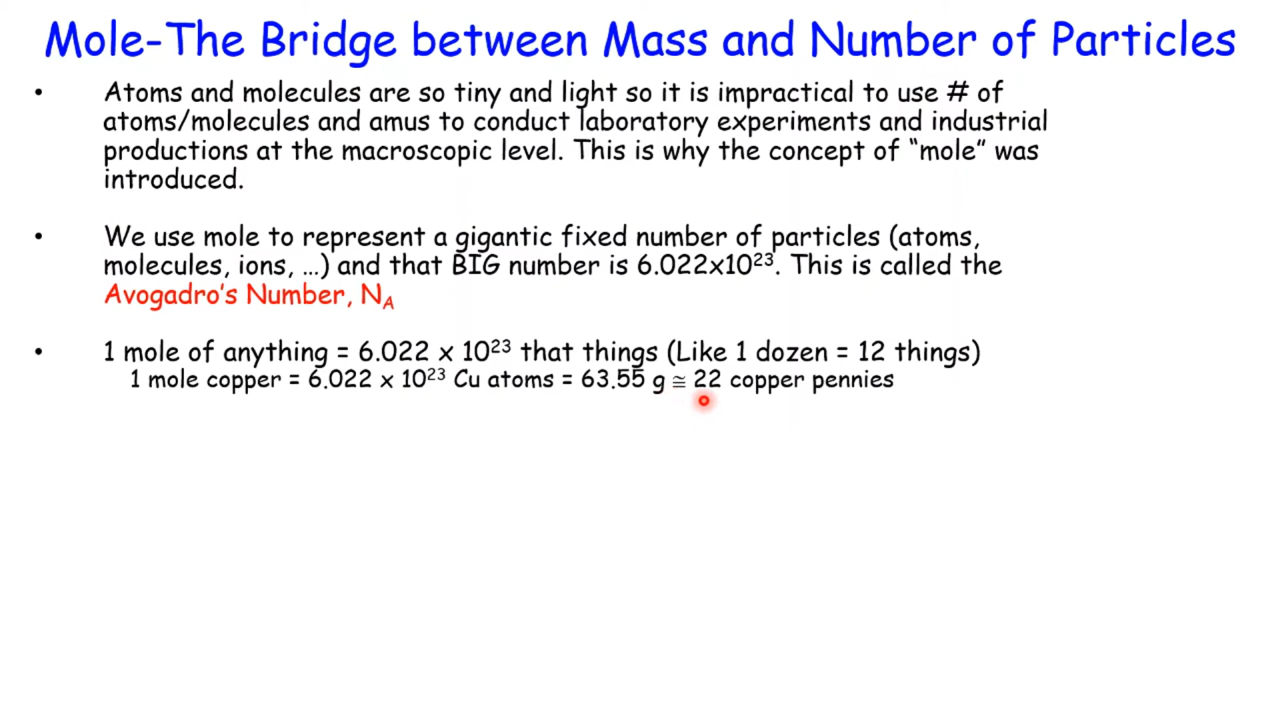 Mole-The Bridge between Mass and Number of Particles
• Atoms and molecules are so tiny and light so it is impractical to use # of
atoms/molecules and amus to conduct laboratory experiments and industrial
productions at the macroscopic level. This is why the concept of “mole” was
introduced.
• We use mole to represent a gigantic fixed number of particles (atoms,
molecules, ions, …) and that BIG number is 6.022x10²³. This is called the
Avogadro’s Number, N_A
• 1 mole of anything = 6.022 x 10²³ that things (Like 1 dozen = 12 things)
1 mole copper = 6.022 x 10²³ Cu atoms = 63.55 g ≅ 22 copper pennies